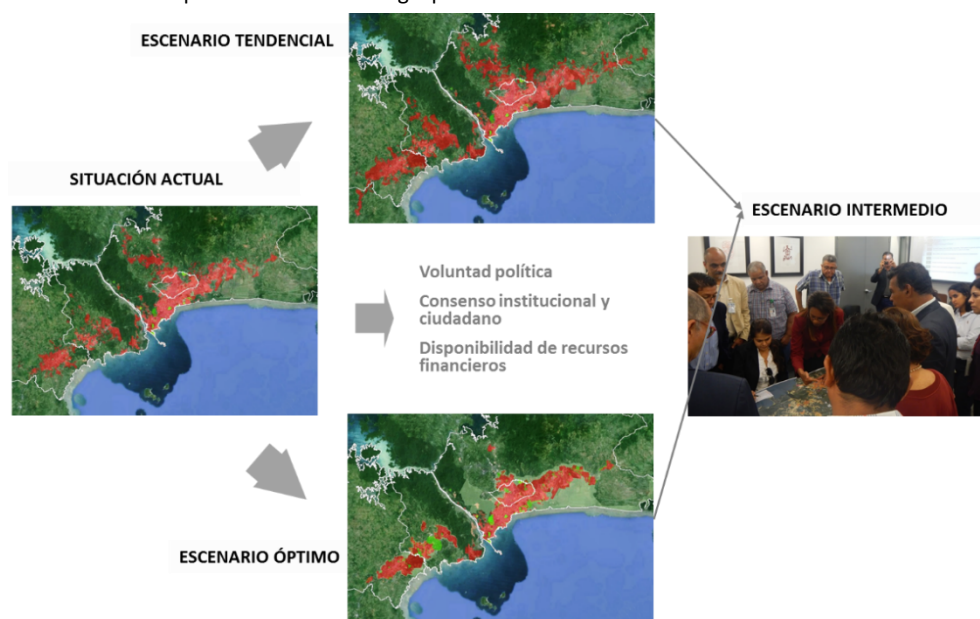 ESCENARIO TENDENCIAL
SITUACIÓN ACTUAL
ESCENARIO INTERMEDIO
Voluntad política
Consenso institucional y
ciudadano
Disponibilidad de recursos
financieros
ESCENARIO ÓPTIMO